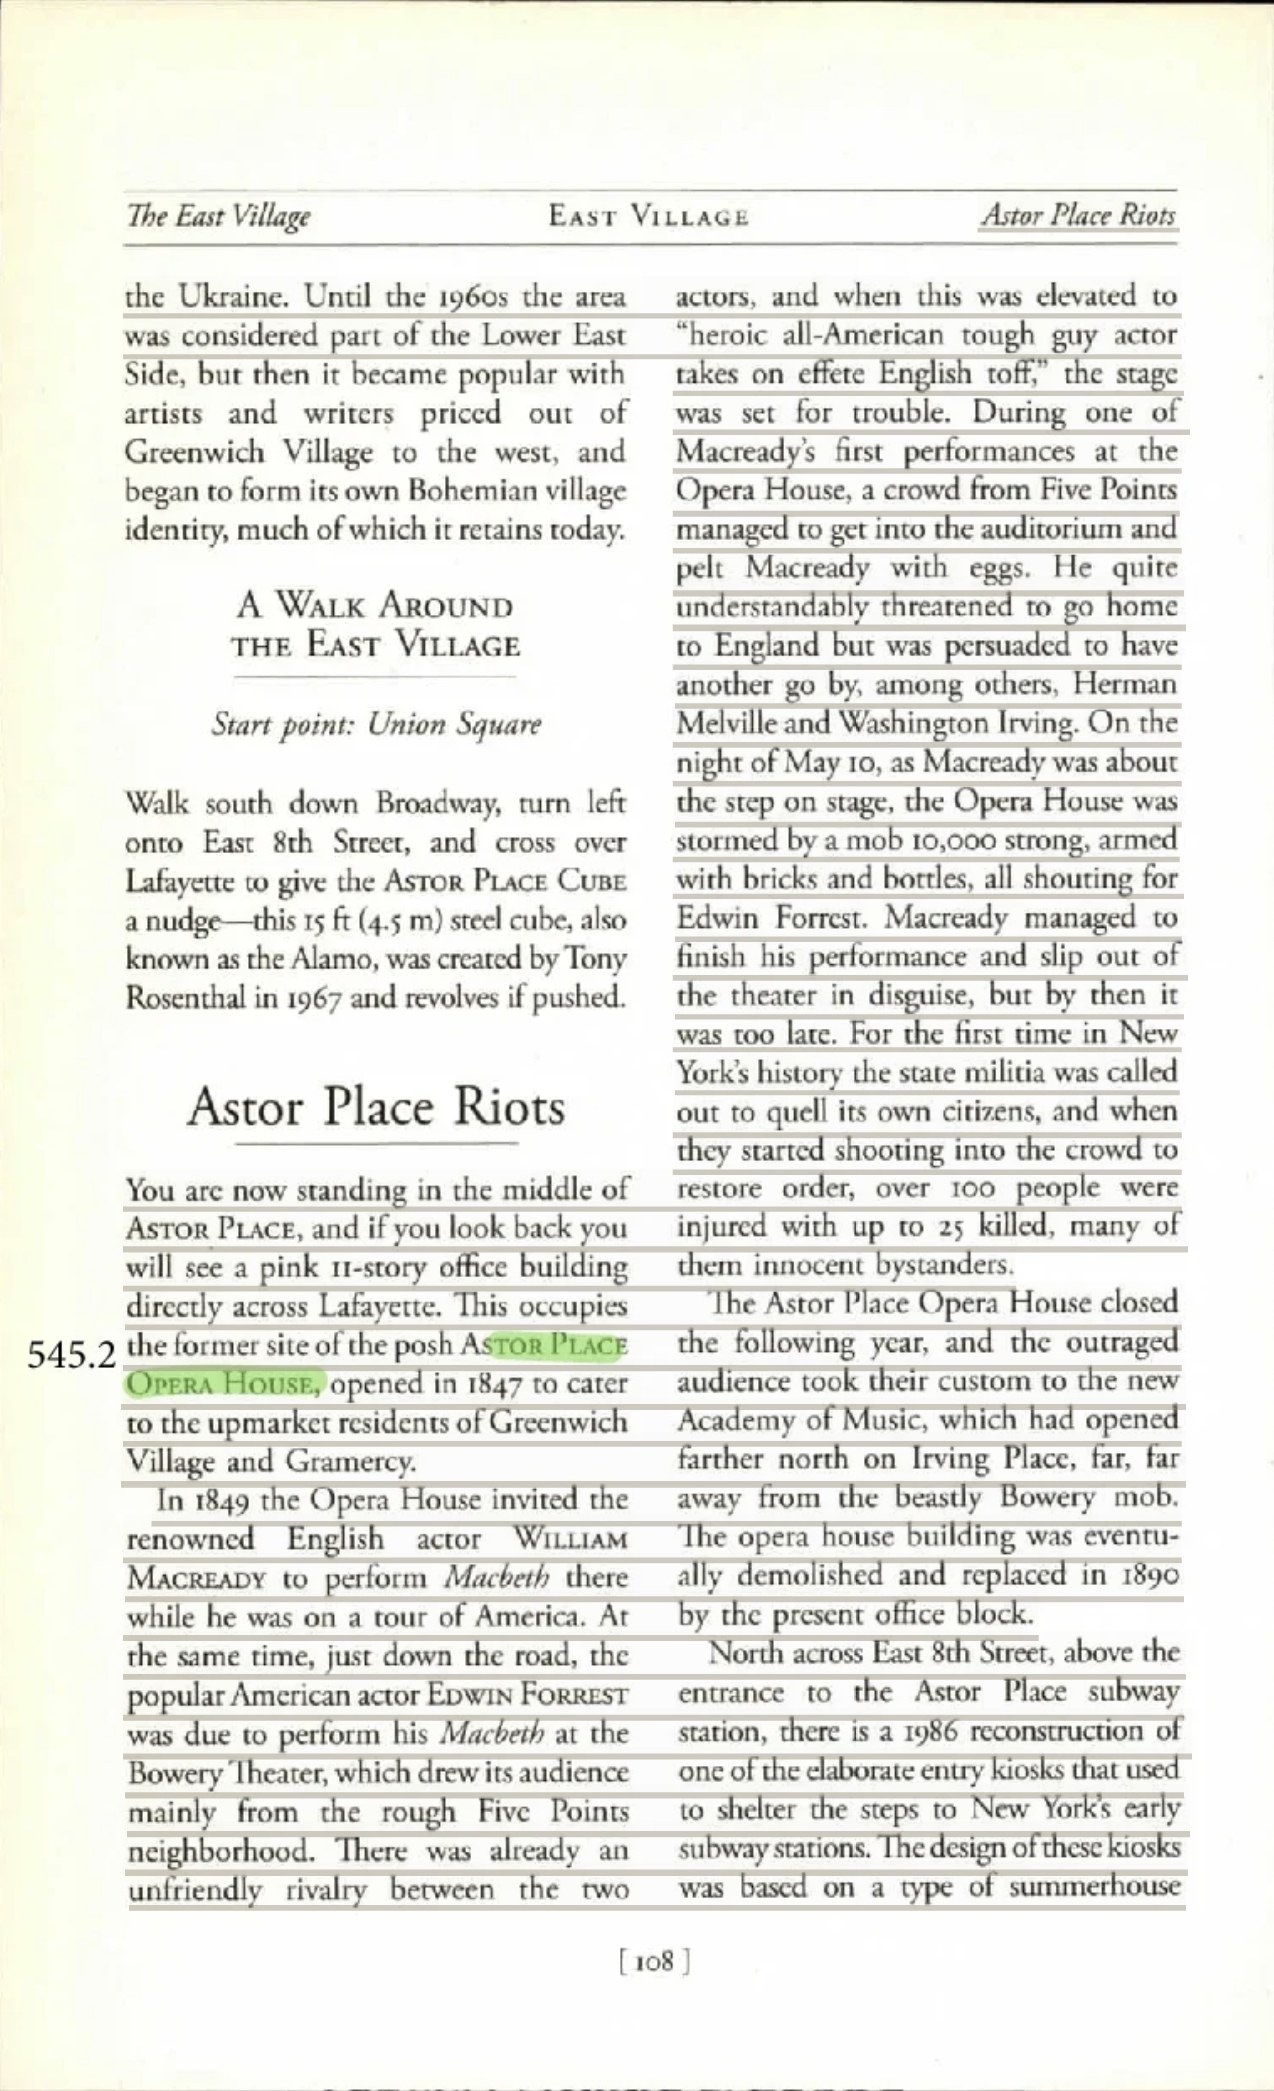 The East Village
EAST VILLAGE
Astor Place Riots
the Ukraine. Until the 1960s the area
was considered part of the Lower East
Side, but then it became popular with
artists and writers priced out of
Greenwich Village to the west, and
began to form its own Bohemian village
identity, much of which it retains today.
A WALK AROUND
THE EAST VILLAGE
Start point: Union Square
Walk south down Broadway, turn left
onto East 8th Street, and cross over
Lafayette to give the ASTOR PLACE CUBE
a nudge—this 15 ft (4.5 m) steel cube, also
known as the Alamo, was created by Tony
Rosenthal in 1967 and revolves if pushed.
Astor Place Riots
You are now standing in the middle of
ASTOR PLACE, and if you look back you
will see a pink 11-story office building
directly across Lafayette. This occupies
545.2
the former site of the posh ASTOR PLACE
OPERA HOUSE, opened in 1847 to cater
to the upmarket residents of Greenwich
Village and Gramercy.
In 1849 the Opera House invited the
renowned English actor WILLIAM
MACREADY to perform Macbeth there
while he was on a tour of America. At
the same time, just down the road, the
popular American actor EDWIN FORREST
was due to perform his Macbeth at the
Bowery Theater, which drew its audience
mainly from the rough Five Points
neighborhood. There was already an
unfriendly rivalry between the two
actors, and when this was elevated to
“heroic all-American tough guy actor
takes on effete English toff,” the stage
was set for trouble. During one of
Macready’s first performances at the
Opera House, a crowd from Five Points
managed to get into the auditorium and
pelt Macready with eggs. He quite
understandably threatened to go home
to England but was persuaded to have
another go by, among others, Herman
Melville and Washington Irving. On the
night of May 10, as Macready was about
the step on stage, the Opera House was
stormed by a mob 10,000 strong, armed
with bricks and bottles, all shouting for
Edwin Forrest. Macready managed to
finish his performance and slip out of
the theater in disguise, but by then it
was too late. For the first time in New
York’s history the state militia was called
out to quell its own citizens, and when
they started shooting into the crowd to
restore order, over 100 people were
injured with up to 25 killed, many of
them innocent bystanders.
The Astor Place Opera House closed
the following year, and the outraged
audience took their custom to the new
Academy of Music, which had opened
farther north on Irving Place, far, far
away from the beastly Bowery mob.
The opera house building was eventu-
ally demolished and replaced in 1890
by the present office block.
North across East 8th Street, above the
entrance to the Astor Place subway
station, there is a 1986 reconstruction of
one of the elaborate entry kiosks that used
to shelter the steps to New York’s early
subway stations. The design of these kiosks
was based on a type of summerhouse
[ 108 ]